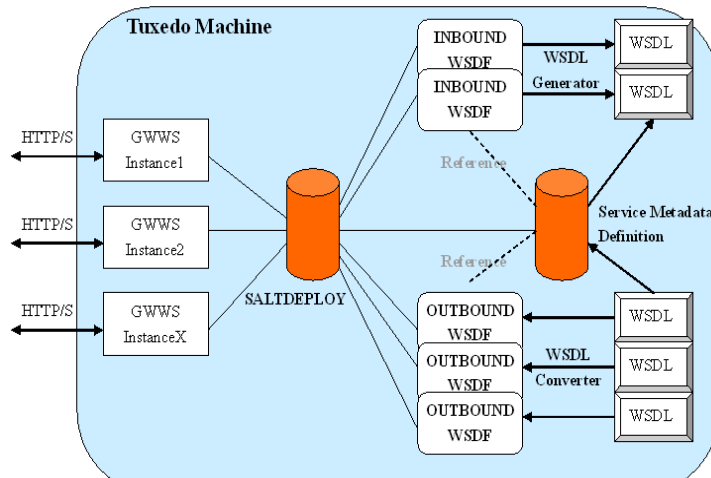 Tuxedo Machine
INBOUND
WSDF
INBOUND
WSDF
WSDL
Generator
WSDL
WSDL
HTTP/S
GWWS
Instance1
HTTP/S
GWWS
Instance2
HTTP/S
GWWS
InstanceX
SALTDEPLOY
Reference
Reference
Service Metadata
Definition
OUTBOUND
WSDF
OUTBOUND
WSDF
OUTBOUND
WSDF
WSDL
Converter
WSDL
WSDL
WSDL